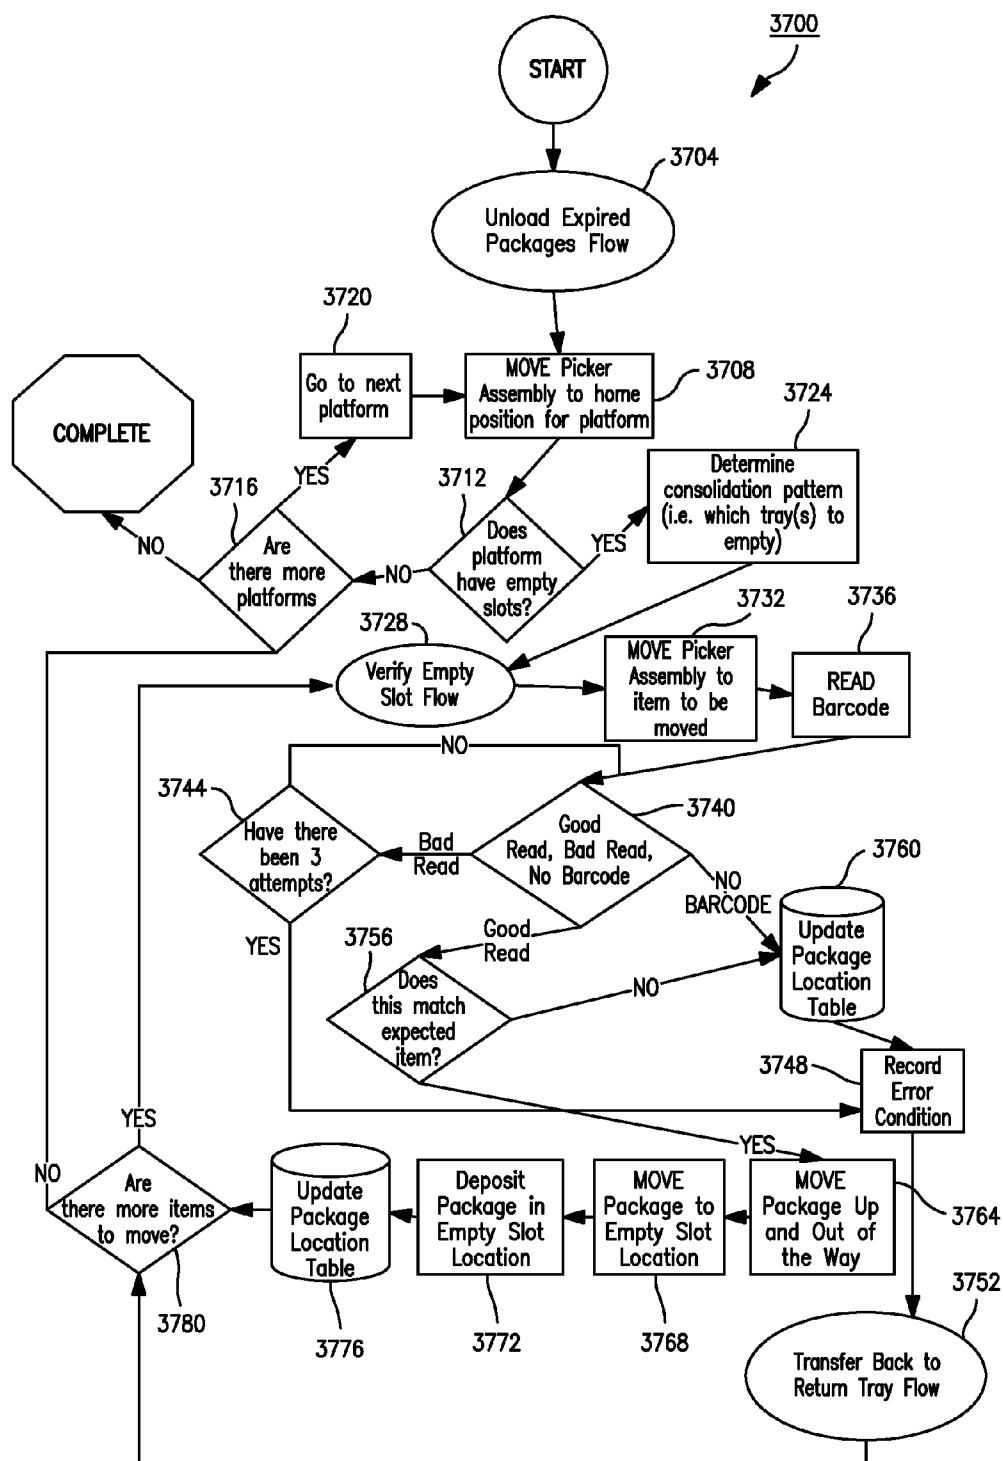 3700
START
3704
Unload Expired
Packages Flow
3720
Go to next
platform
MOVE Picker
Assembly to home
position for platform
3708
COMPLETE
3724
Determine
consolidation pattern
(i.e. which tray(s) to
empty)
YES
3716
Are
there more
platforms
NO
3712
Does
platform
have empty
slots?
YES
NO
3728
Verify Empty
Slot Flow
3732
MOVE Picker
Assembly to
item to be
moved
3736
READ
Barcode
NO
3744
Have there
been 3
attempts?
Bad
Read
3740
Good
Read, Bad Read,
No Barcode
NO
BARCODE
3760
Update
Package
Location
Table
YES
Good
Read
3756
Does
this match
expected
item?
NO
3748
Record
Error
Condition
YES
YES
NO
Are
there more items
to move?
3780
Update
Package
Location
Table
3776
Deposit
Package in
Empty Slot
Location
3772
MOVE
Package to
Empty Slot
Location
3768
MOVE
Package Up
and Out of
the Way
3764
3752
Transfer Back to
Return Tray Flow